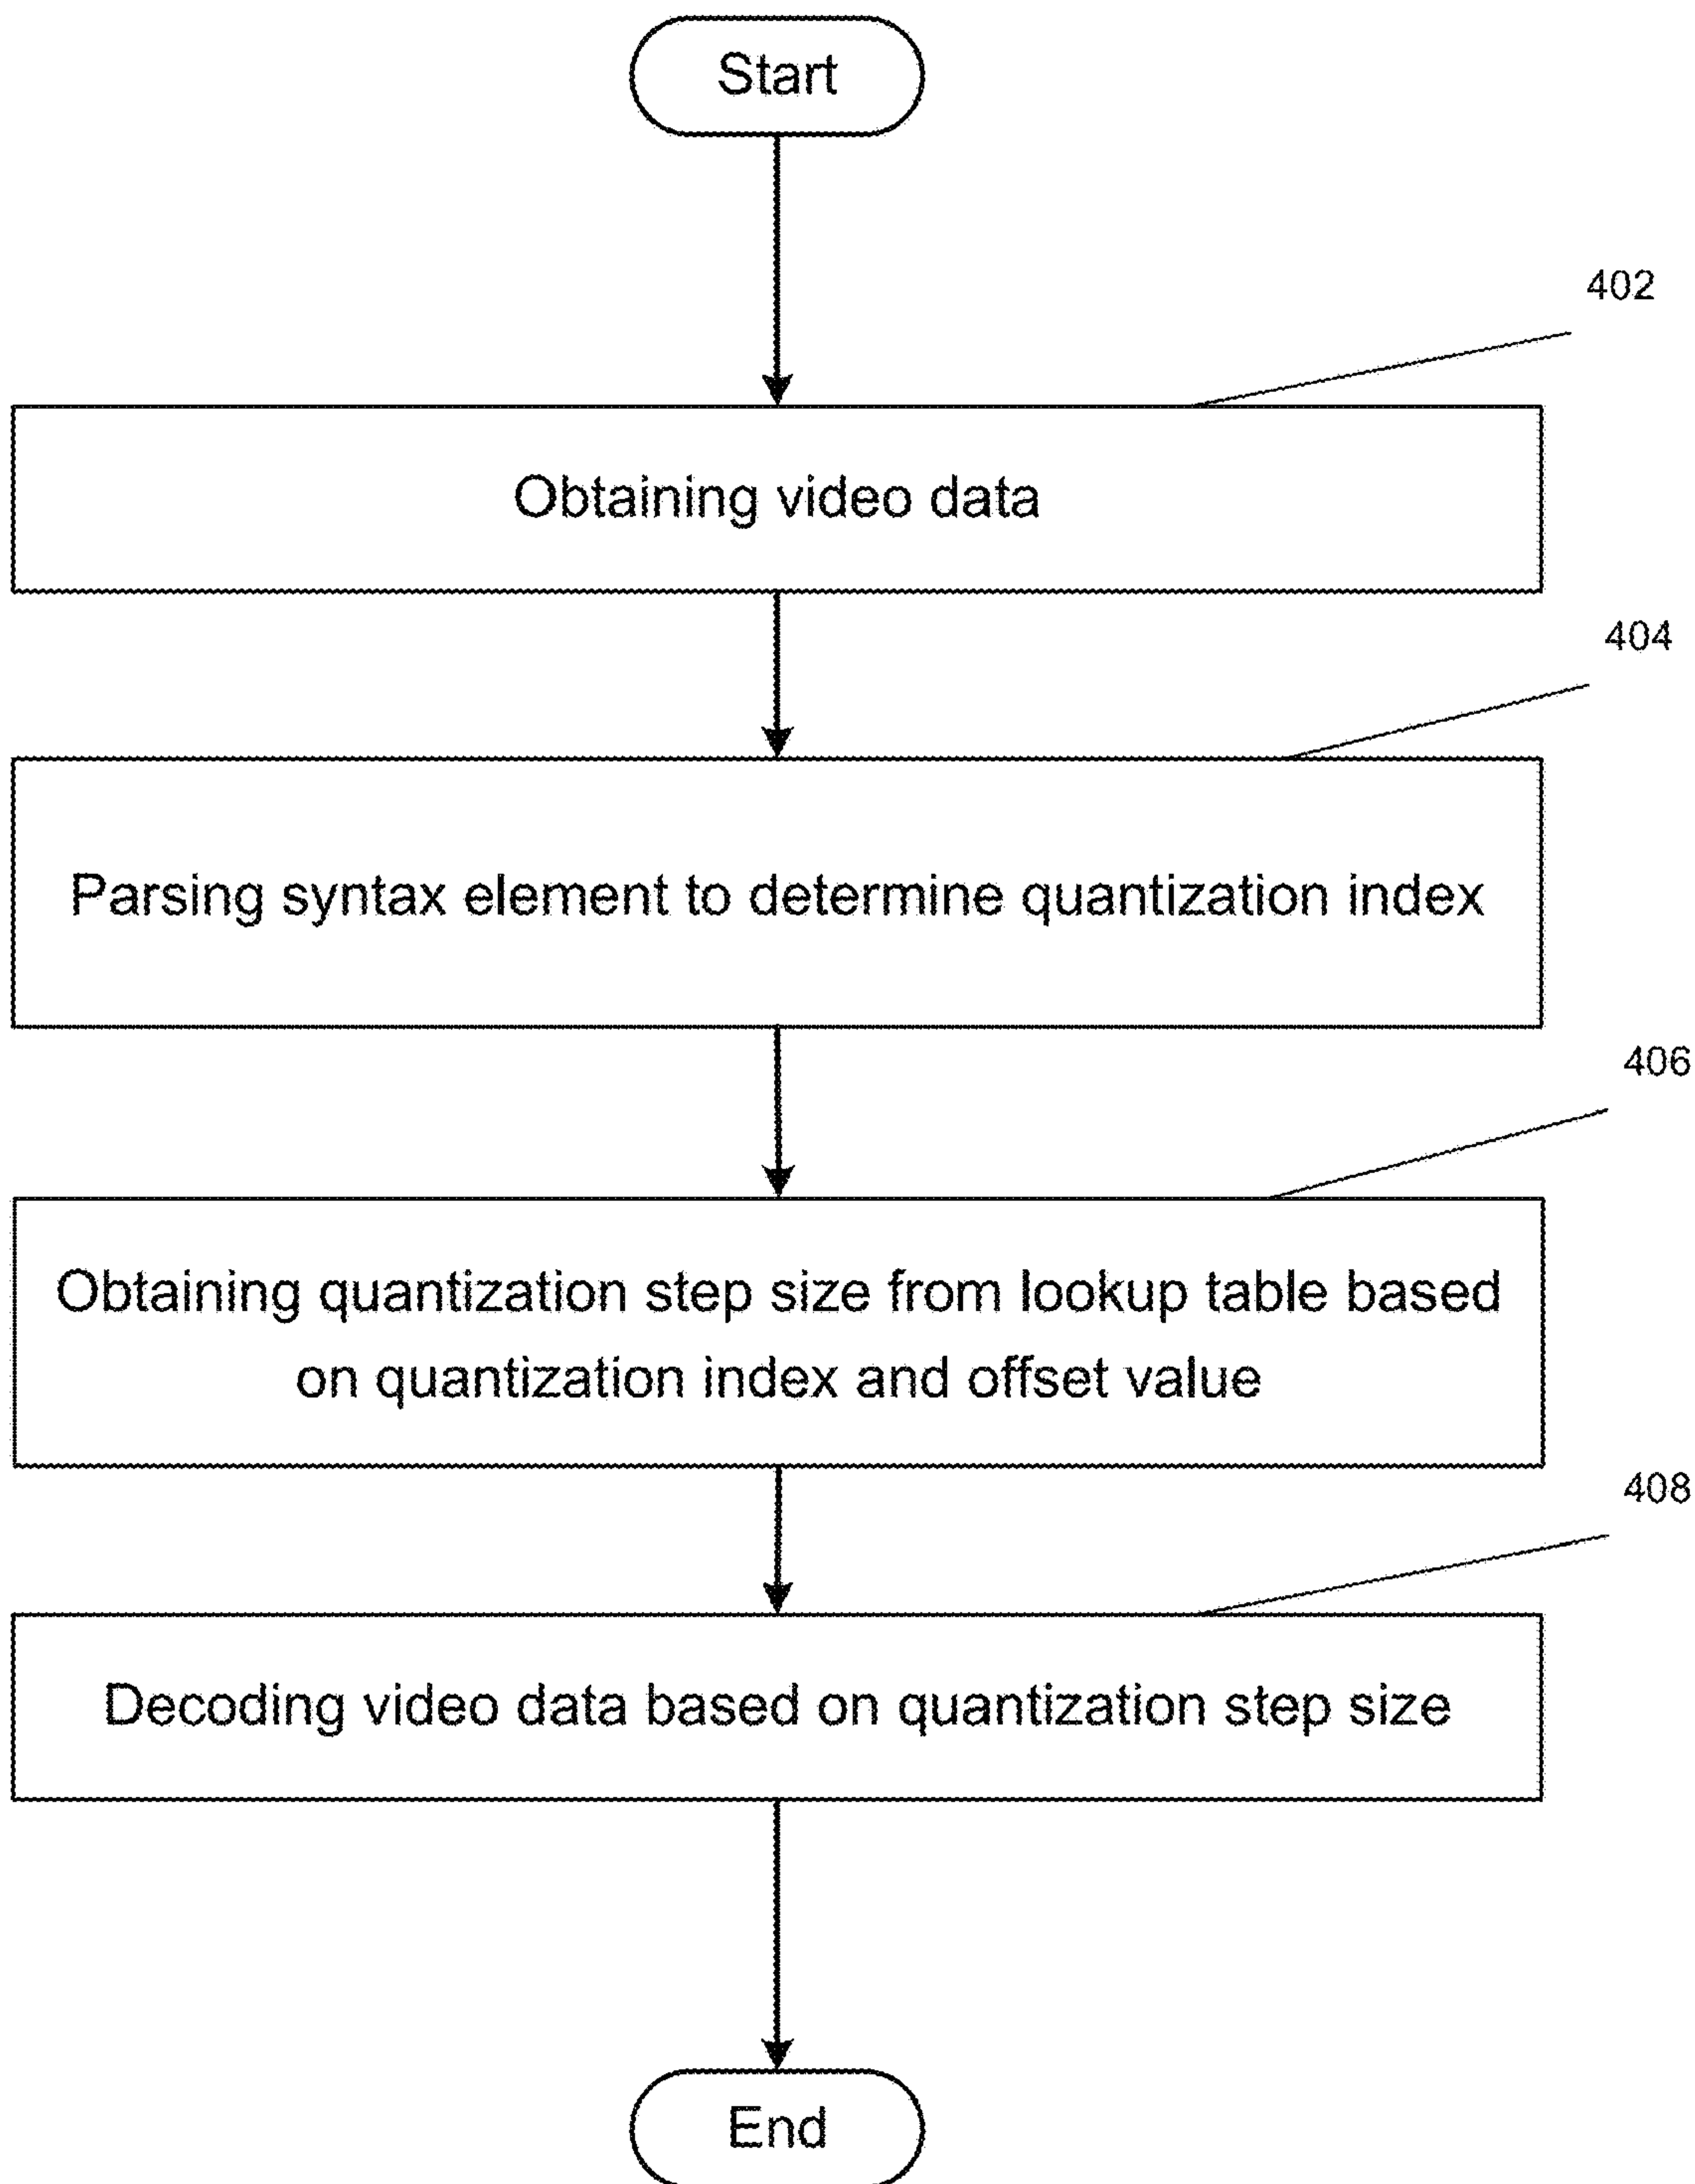 Start
402
Obtaining video data
404
Parsing syntax element to determine quantization index
406
Obtaining quantization step size from lookup table based
on quantization index and offset value
408
Decoding video data based on quantization step size
End